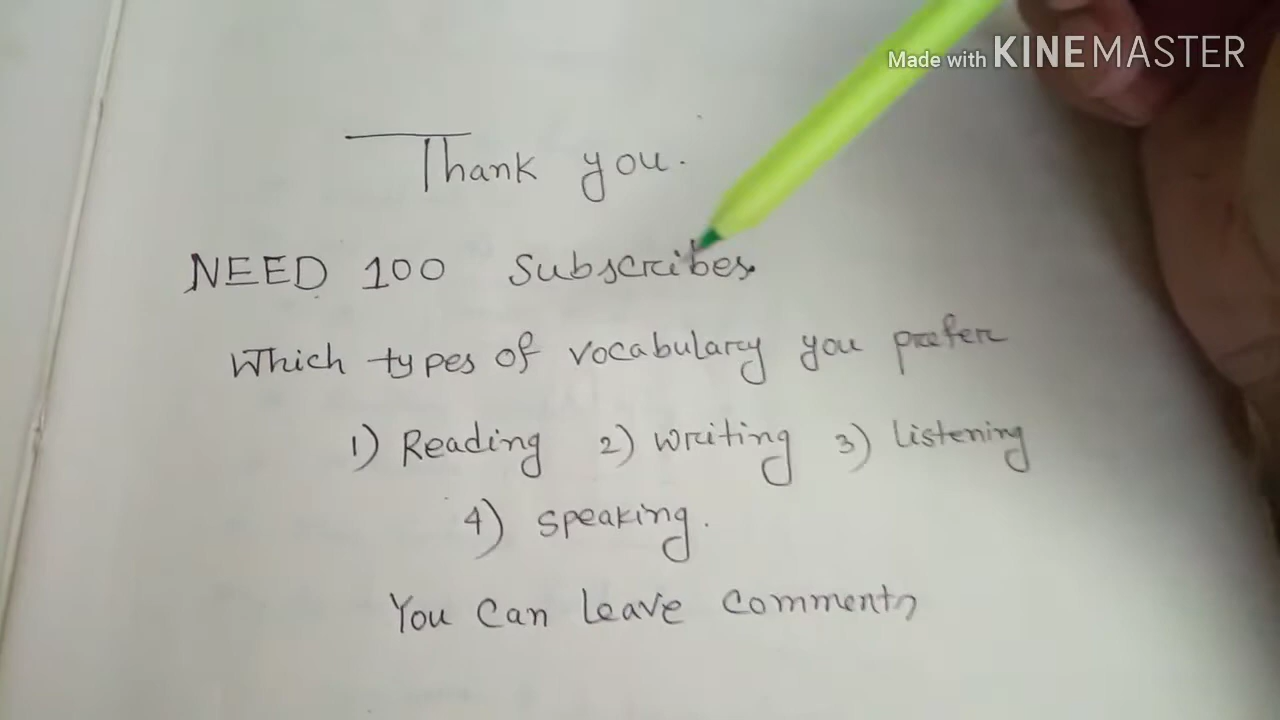 Made with KINEMASTER
Thank you.
NEED 100 Subscribes
Which types of vocabulary you prefer
1) Reading 2) writing 3) listening
4) speaking.
You can leave comments